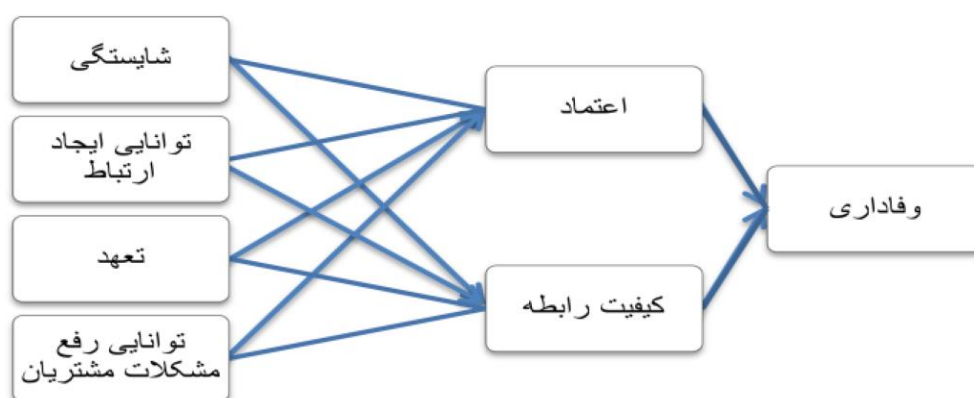 شایستگی
توانایی ایجاد
ارتباط
تعهد
توانایی رفع
مشکلات مشتریان
اعتماد
کیفیت رابطه
وفاداری